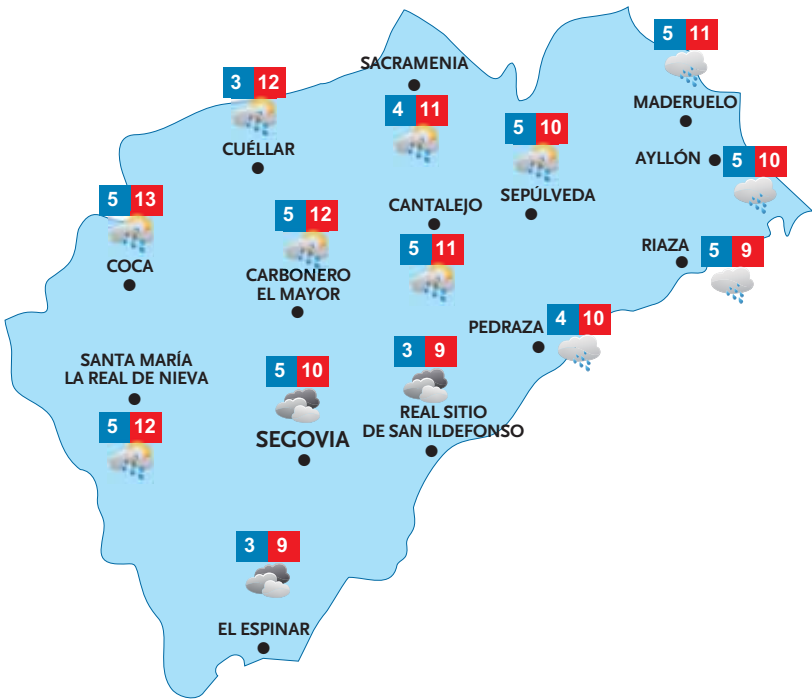 5 11
MADERUELO
SACRAMENIA
4 11
3 12
CUÉLLAR
5 10
SEPÚLVEDA
AYLLÓN
5 10
5 13
COCA
5 12
CARBONERO
EL MAYOR
CANTALEJO
5 11
RIAZA
5 9
PEDRAZA
4 10
SANTA MARÍA
LA REAL DE NIEVA
5 12
5 10
SEGOVIA
3 9
REAL SITIO
DE SAN ILDEFONSO
3 9
EL ESPINAR